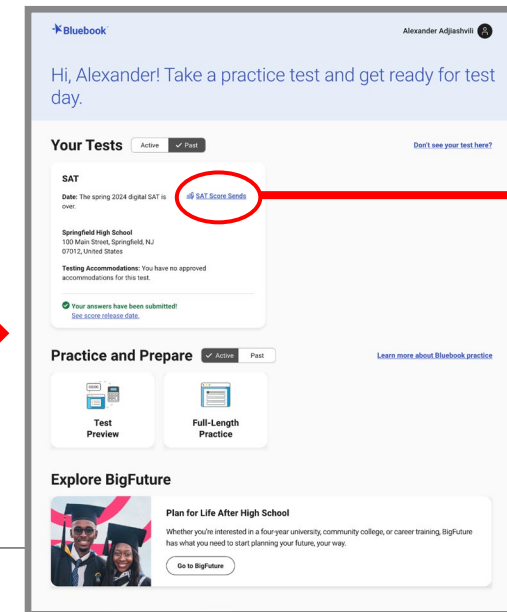 Bluebook
Alexander Adjiashvili
Hi, Alexander! Take a practice test and get ready for test
day.
Your Tests
Active
Past
Don't see your test here?
SAT
Date: The spring 2024 digital SAT is
over.
SAT Score Sends
Springfield High School
100 Main Street, Springfield, NJ
07012, United States
Testing Accommodations: You have no approved
accommodations for this test.
Your answers have been submitted!
See score release date.
Practice and Prepare
Active
Past
Learn more about Bluebook practice
Test
Preview
Full-Length
Practice
Explore BigFuture
Plan for Life After High School
Whether you're interested in a four-year university, community college, or career training, BigFuture
has what you need to start planning your future, your way.
Go to BigFuture